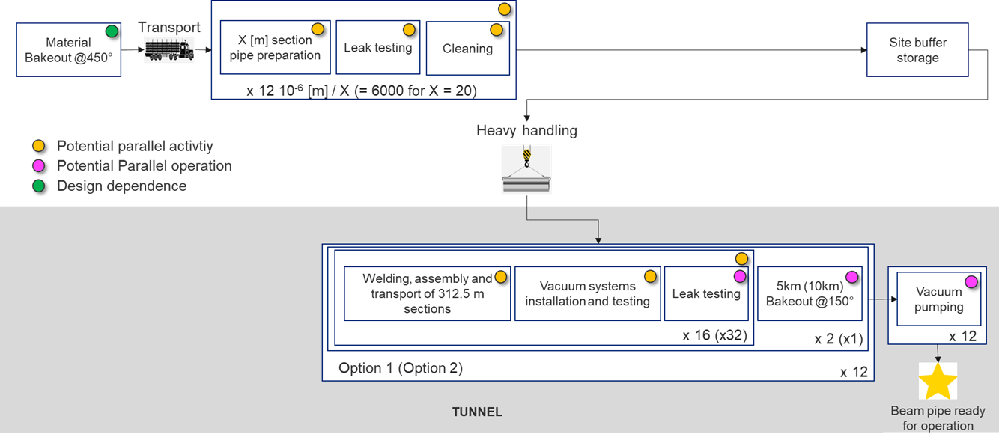 Material
Bakeout @450°
Transport
X [m] section
pipe preparation
Leak testing
Cleaning
x 12 10⁻⁶ [m] / X (= 6000 for X = 20)
Site buffer
storage
Heavy handling
Potential parallel activtiy
Potential Parallel operation
Design dependence
Welding, assembly and
transport of 312.5 m
sections
Vacuum systems
installation and testing
Leak testing
x 16 (x32)
5km (10km)
Bakeout @150°
x 2 (x1)
Option 1 (Option 2)
x 12
Vacuum
pumping
x 12
TUNNEL
Beam pipe ready
for operation